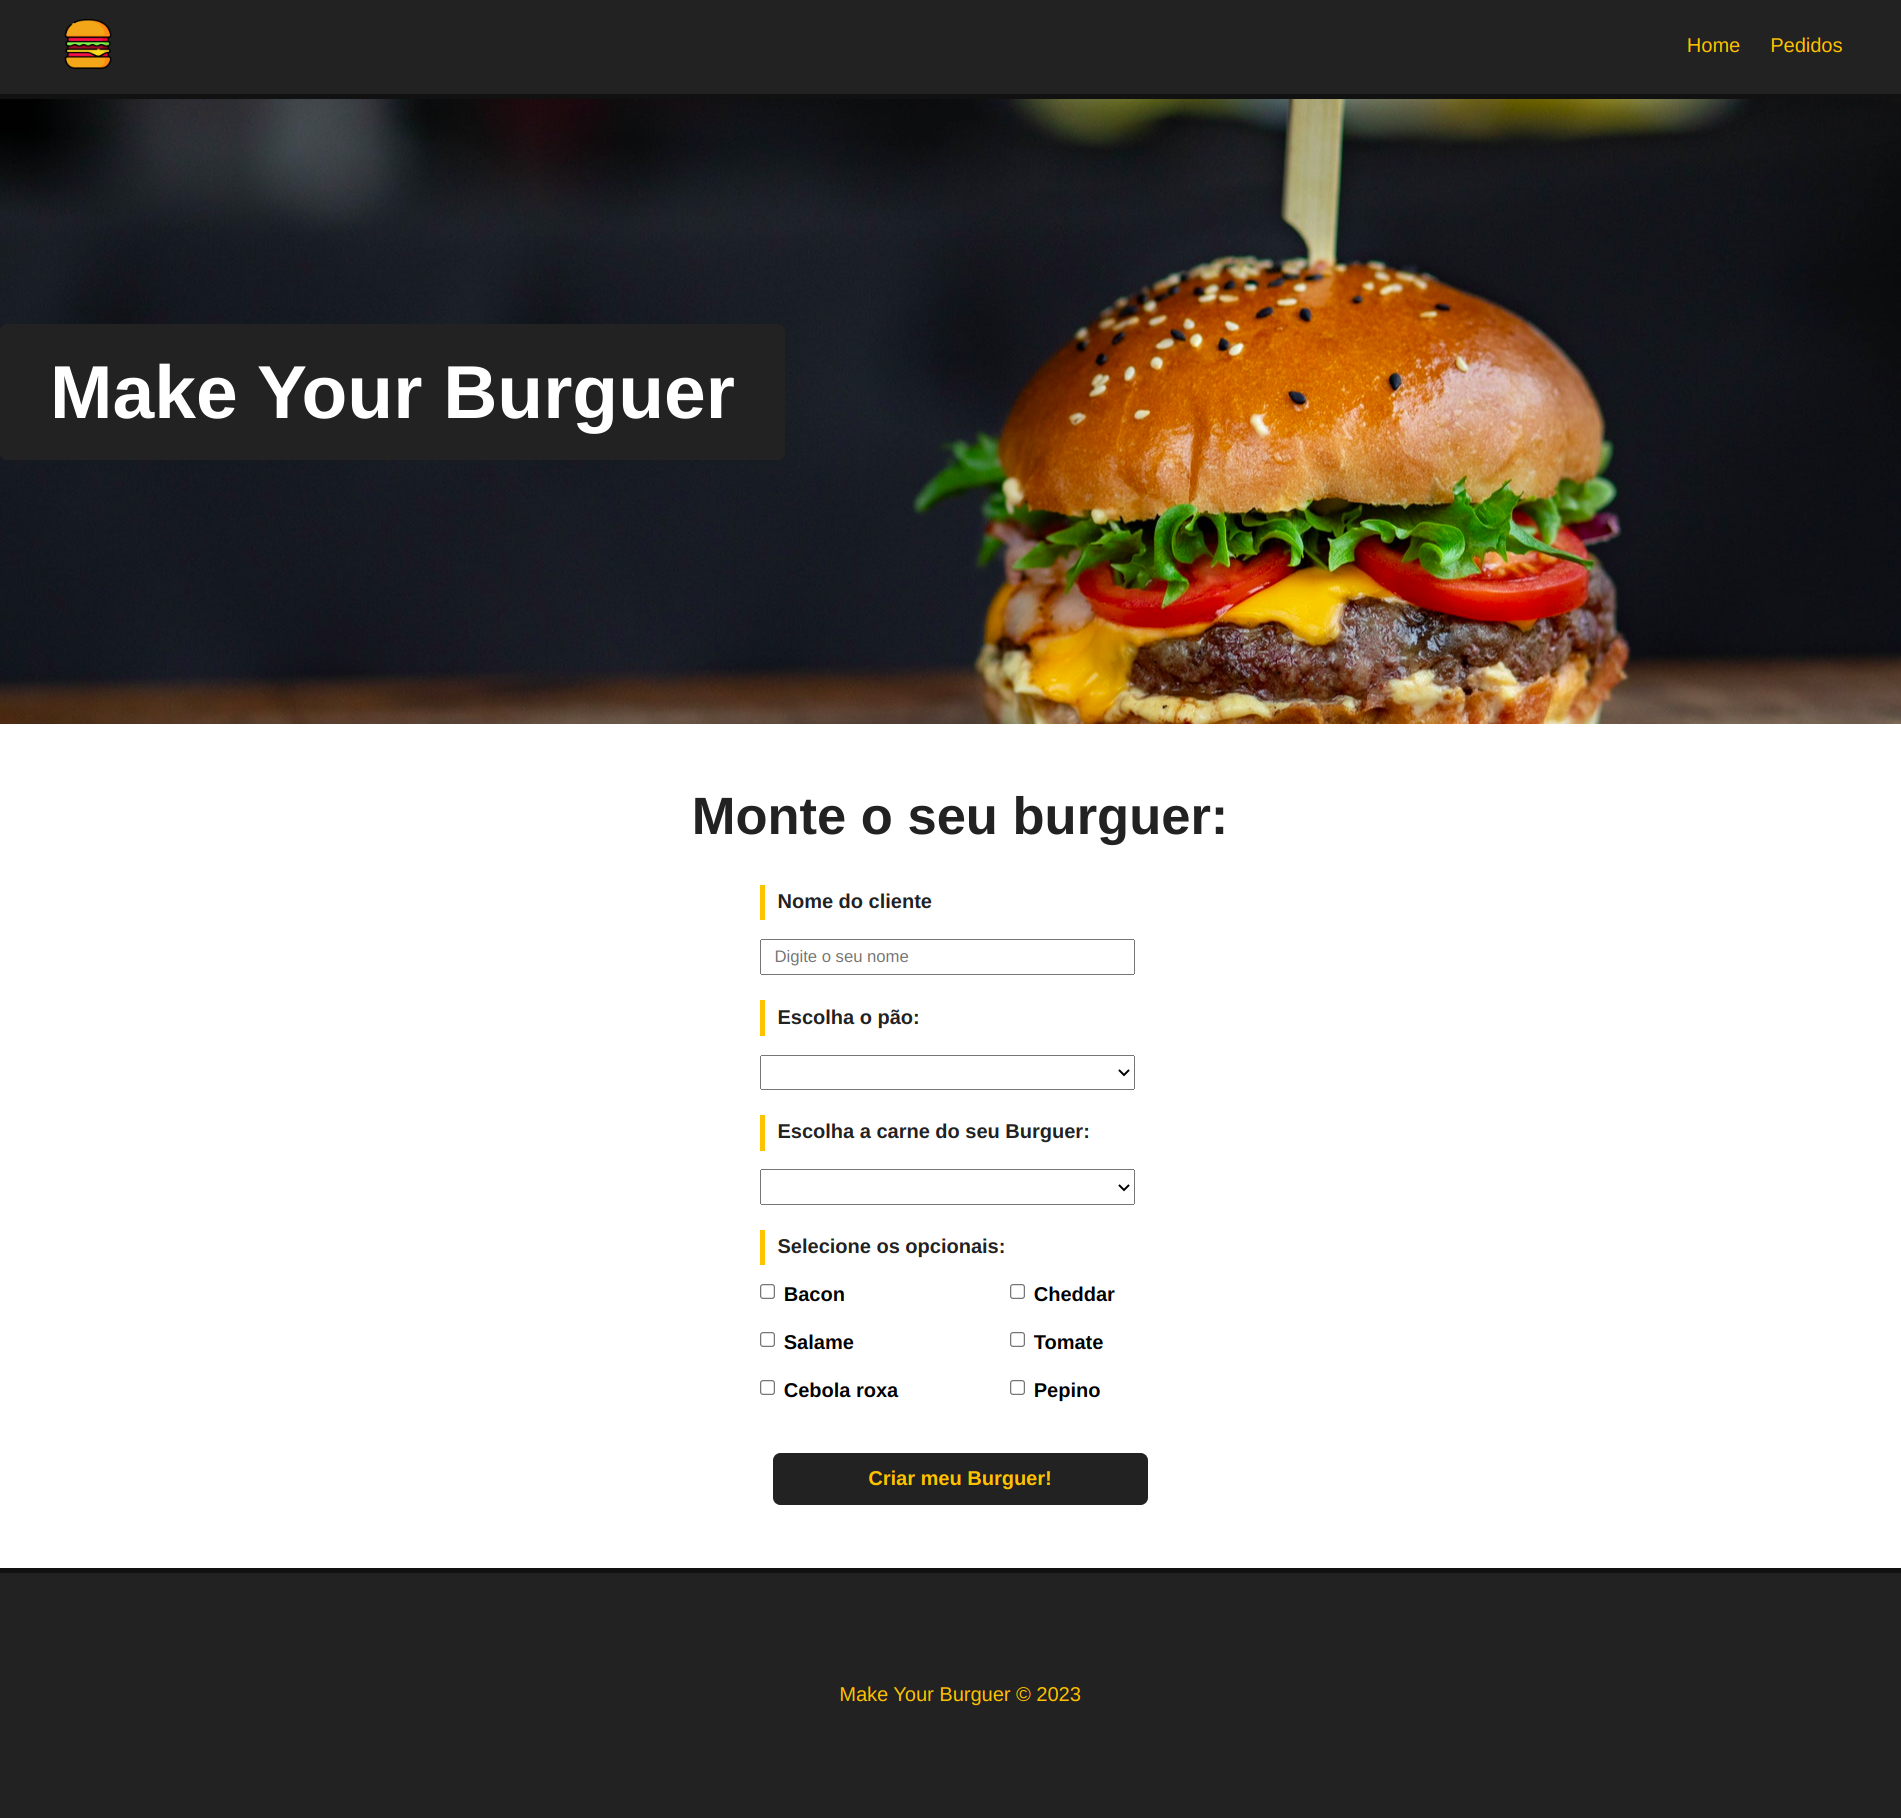 Home Pedidos
Make Your Burguer
Monte o seu burguer:
Nome do cliente
Digite o seu nome
Escolha o pão:
Escolha a carne do seu Burguer:
Selecione os opcionais:
Bacon Cheddar
Salame Tomate
Cebola roxa Pepino
Criar meu Burguer!
Make Your Burguer © 2023